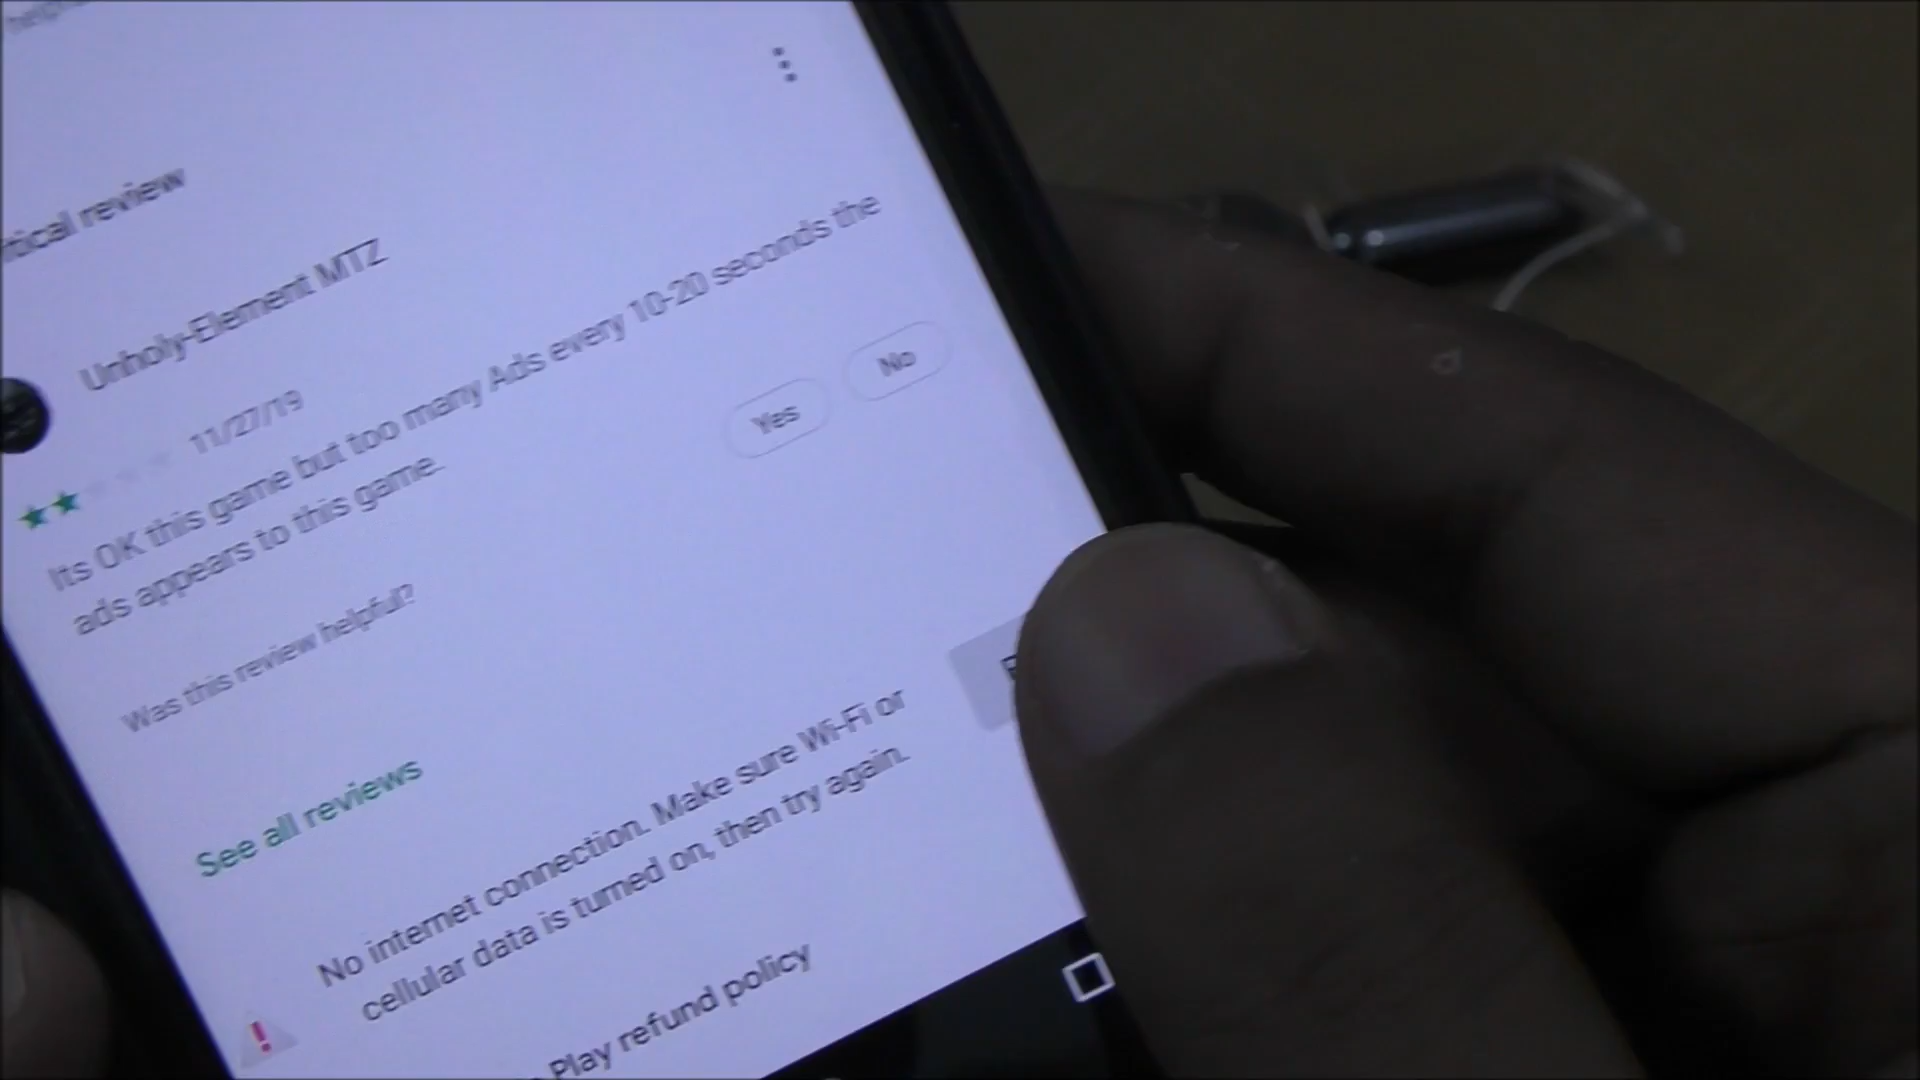 critical review
Unholy-Element MTZ
11/27/19
Its OK this game but too many Ads every 10-20 seconds the
ads appears to this game.
Was this review helpful?
Yes
No
See all reviews
No internet connection. Make sure Wi-Fi or
cellular data is turned on, then try again.
Play refund policy